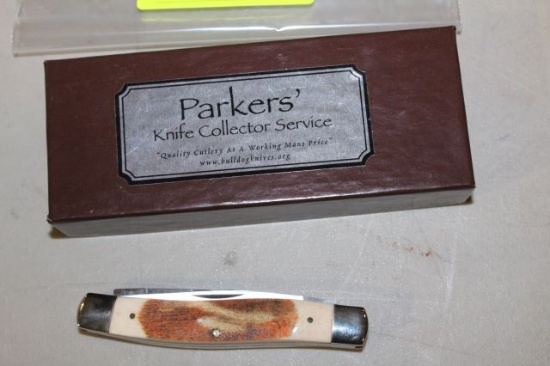 Parkers'
Knife Collector Service
"Quality Cutlery At A Working Mans Price"
www.bulldogknives.org